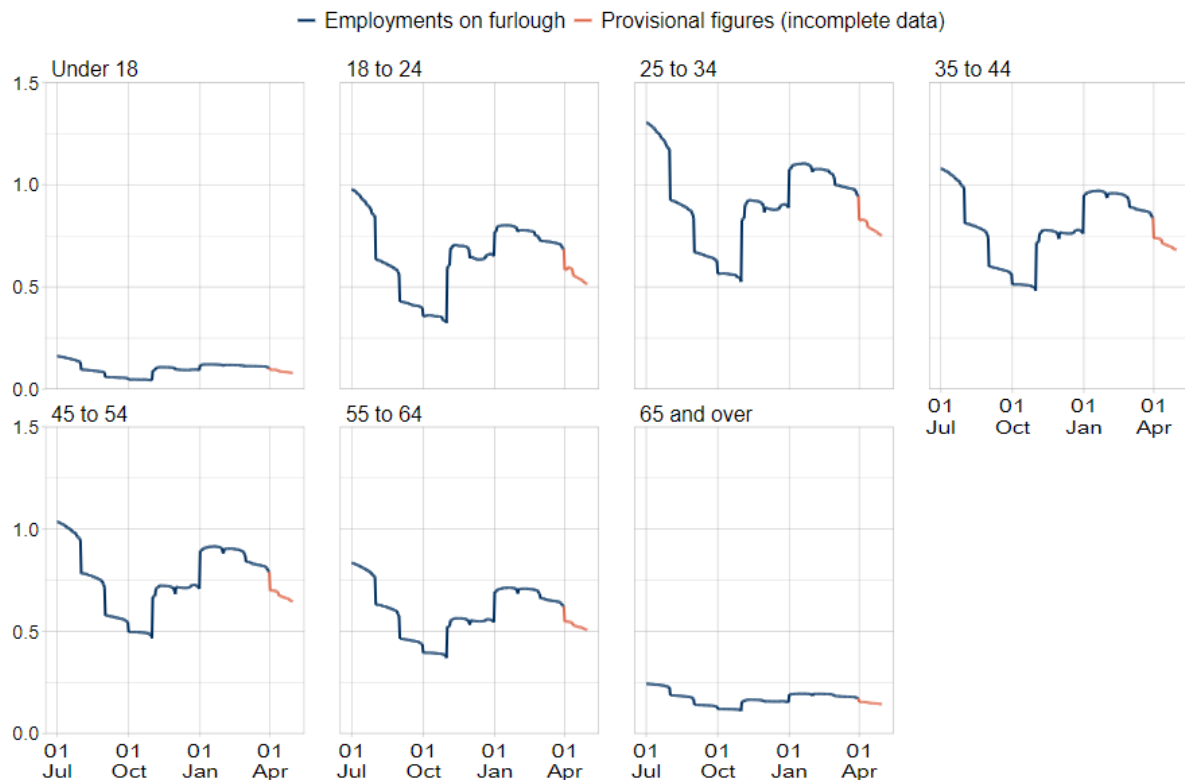 Employments on furlough Provisional figures (incomplete data)
Under 18 18 to 24 25 to 34 35 to 44
1.5
1.0
0.5
0.0
01 01 01 01
Jul Oct Jan Apr
45 to 54 55 to 64 65 and over
1.5
1.0
0.5
0.0
01 01 01 01 01 01 01 01 01 01 01 01
Jul Oct Jan Apr Jul Oct Jan Apr Jul Oct Jan Apr